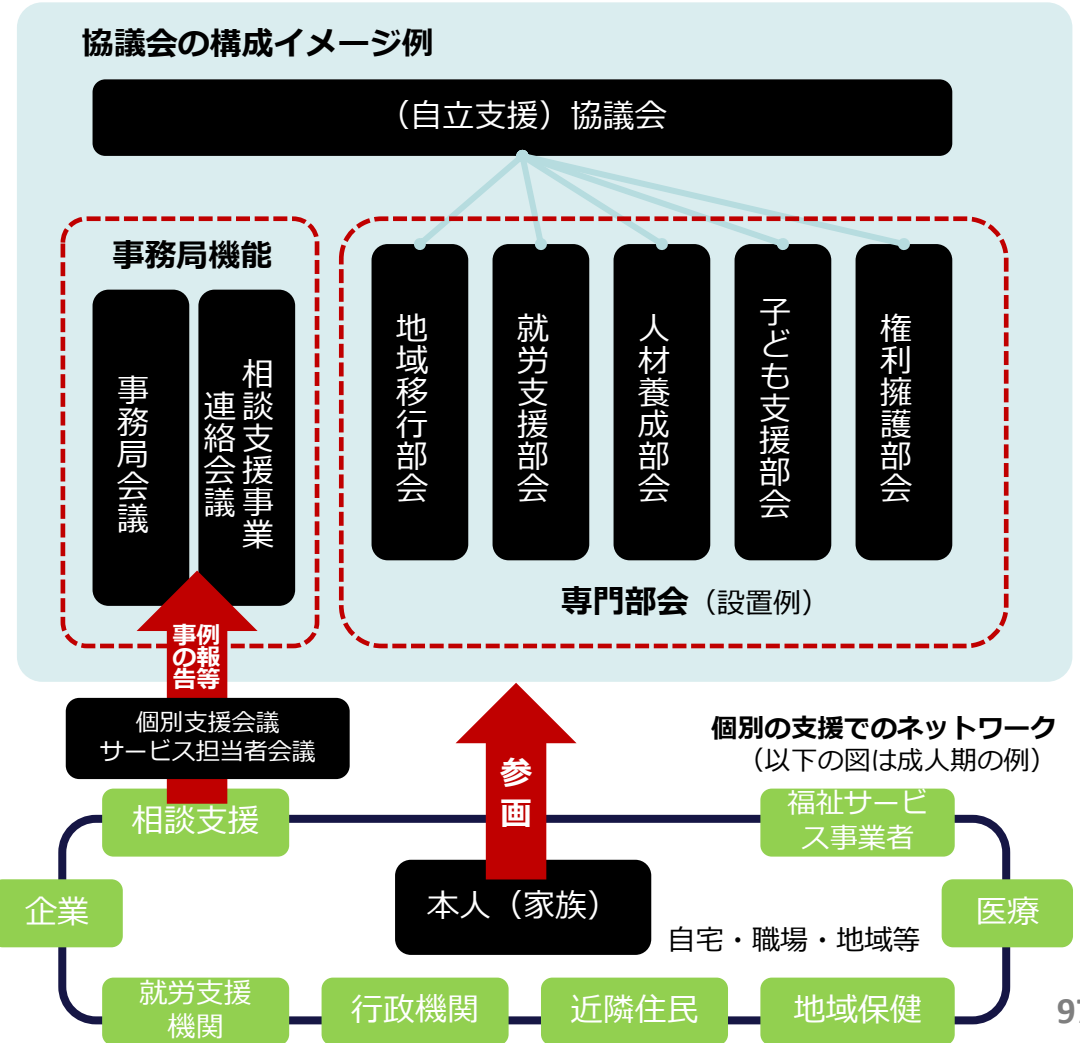 協議会の構成イメージ例
（自立支援）協議会
事務局機能
事務局会議
相談支援事業
連絡会議
地域移行部会
就労支援部会
人材養成部会
子ども支援部会
権利擁護部会
専門部会（設置例）
事例
の報
告等
個別支援会議
サービス担当者会議
参画
個別の支援でのネットワーク
（以下の図は成人期の例）
相談支援
福祉サービ
ス事業者
企業
本人（家族）
医療
自宅・職場・地域等
就労支援
機関
行政機関
近隣住民
地域保健
97